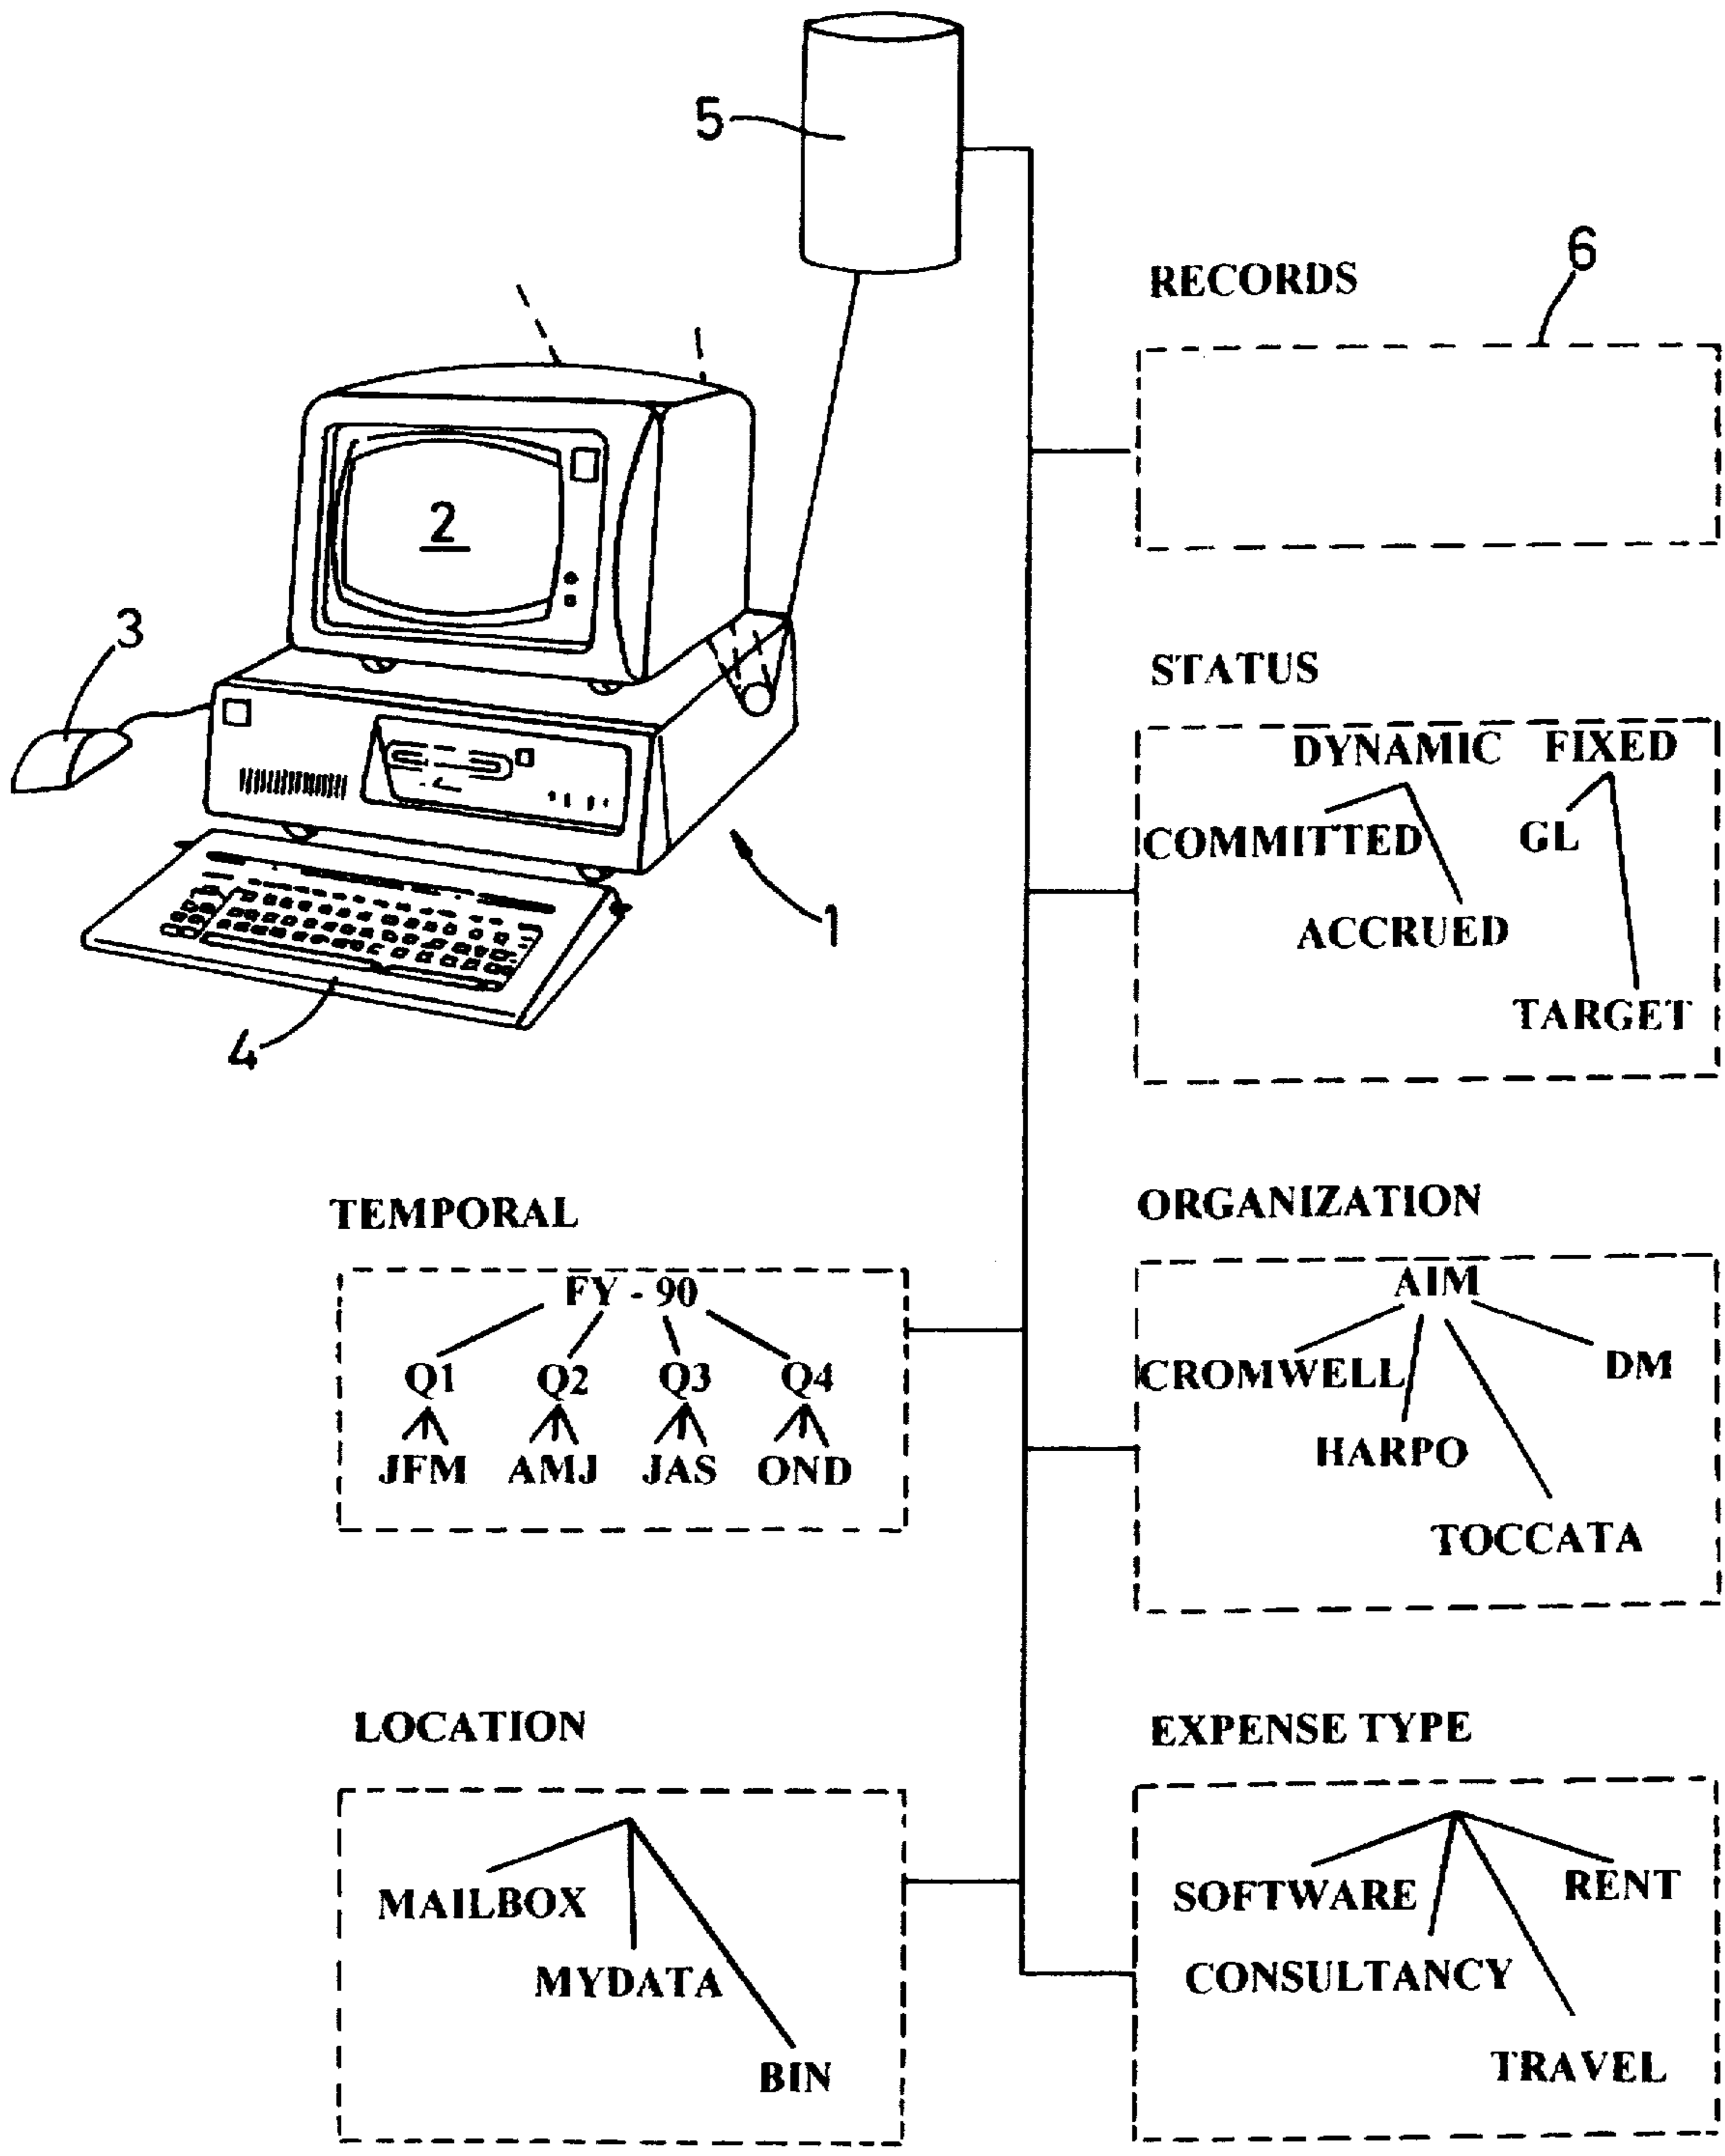 5
6
RECORDS
2
3
STATUS
DYNAMIC FIXED
COMMITTED GL
ACCRUED
1
TARGET
4
TEMPORAL
FY - 90
Q1 Q2 Q3 Q4
JFM AMJ JAS OND
ORGANIZATION
AIM
CROMWELL DM
HARPO
TOCCATA
LOCATION
MAILBOX
MYDATA
BIN
EXPENSE TYPE
SOFTWARE RENT
CONSULTANCY
TRAVEL